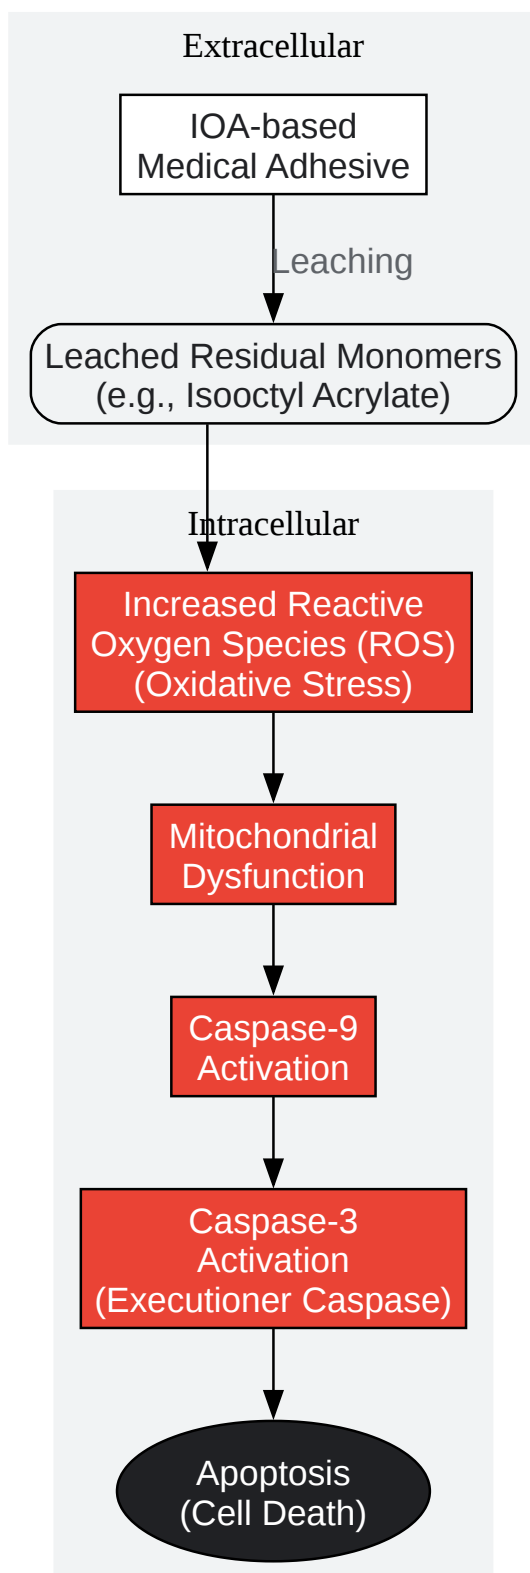 Extracellular
IOA-based
Medical Adhesive
Leaching
Leached Residual Monomers
(e.g., Isooctyl Acrylate)
Intracellular
Increased Reactive
Oxygen Species (ROS)
(Oxidative Stress)
Mitochondrial
Dysfunction
Caspase-9
Activation
Caspase-3
Activation
(Executioner Caspase)
Apoptosis
(Cell Death)